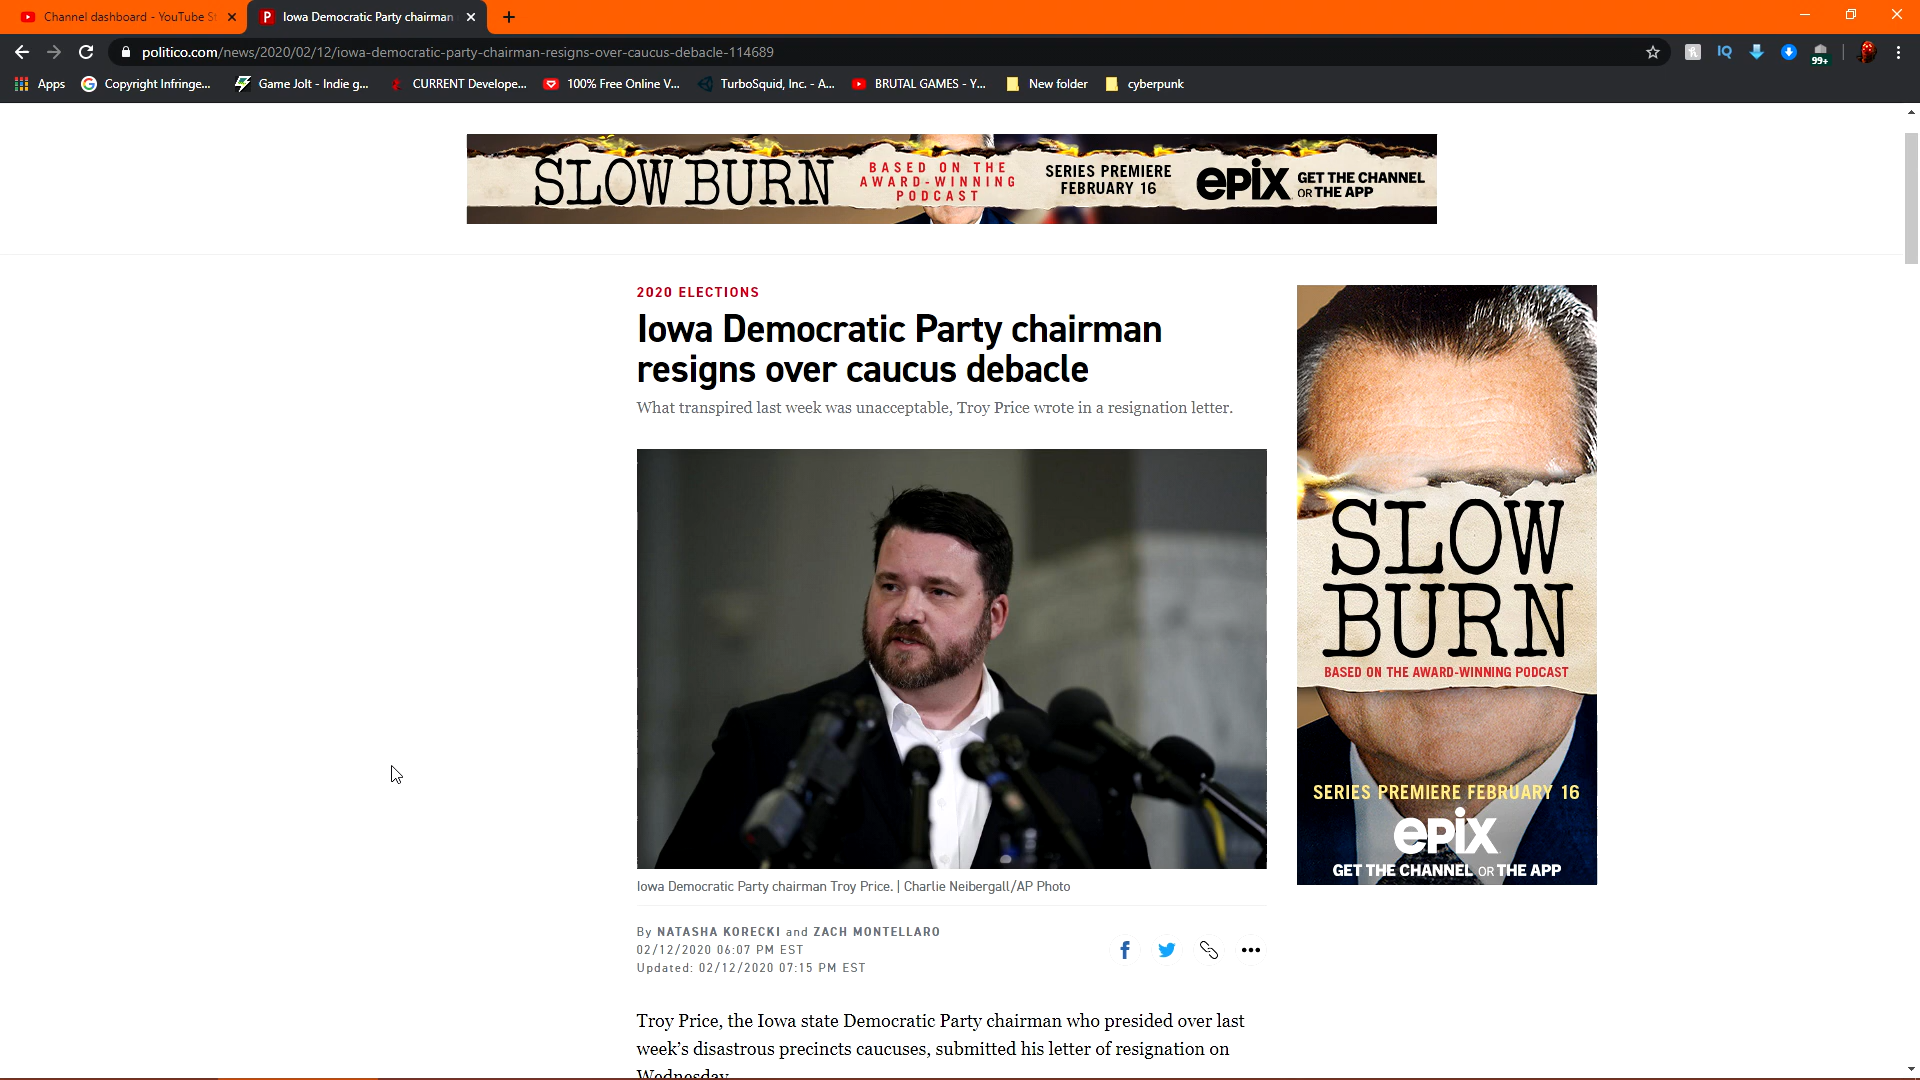 Channel dashboard - YouTube St
Iowa Democratic Party chairman
politico.com/news/2020/02/12/iowa-democratic-party-chairman-resigns-over-caucus-debacle-114689
IQ
99+
Apps
Copyright Infringe...
Game Jolt - Indie g...
CURRENT Develope...
100% Free Online V...
TurboSquid, Inc. - A...
BRUTAL GAMES - Y...
New folder
cyberpunk
SLOW BURN
BASED ON THE
AWARD-WINNING
PODCAST
SERIES PREMIERE
FEBRUARY 16
epix
GET THE CHANNEL
OR THE APP
2020 ELECTIONS
Iowa Democratic Party chairman
resigns over caucus debacle
What transpired last week was unacceptable, Troy Price wrote in a resignation letter.
Iowa Democratic Party chairman Troy Price. | Charlie Neibergall/AP Photo
By NATASHA KORECKI and ZACH MONTELLARO
02/12/2020 06:07 PM EST
Updated: 02/12/2020 07:15 PM EST
Troy Price, the Iowa state Democratic Party chairman who presided over last
week's disastrous precincts caucuses, submitted his letter of resignation on
Wednesday.
SLOW
BURN
BASED ON THE AWARD-WINNING PODCAST
SERIES PREMIERE FEBRUARY 16
epix
GET THE CHANNEL OR THE APP